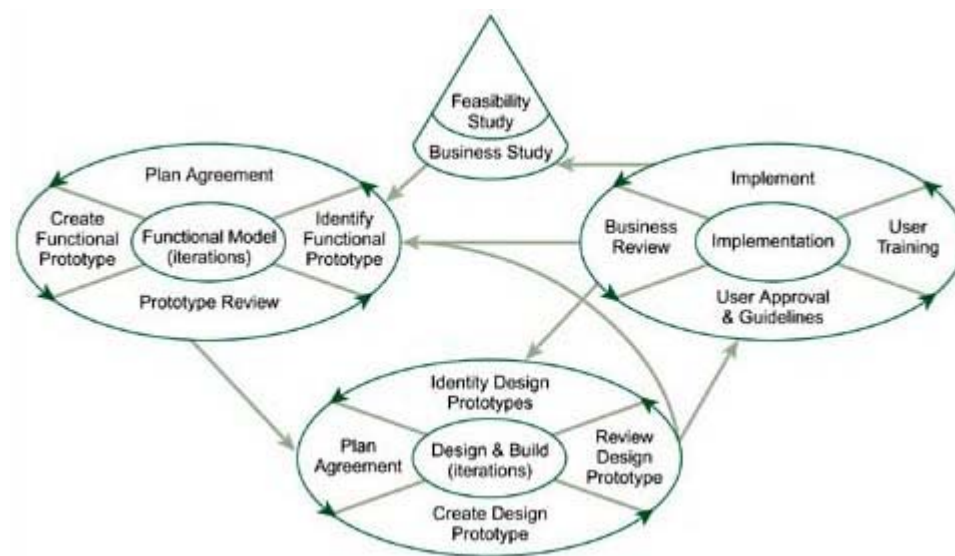 Feasibility
Study
Business Study
Plan Agreement
Create
Functional
Prototype
Functional Model
(iterations)
Identify
Functional
Prototype
Prototype Review
Implement
Business
Review
Implementation
User
Training
User Approval
& Guidelines
Identity Design
Prototypes
Plan
Agreement
Design & Build
(iterations)
Review
Design
Prototype
Create Design
Prototype